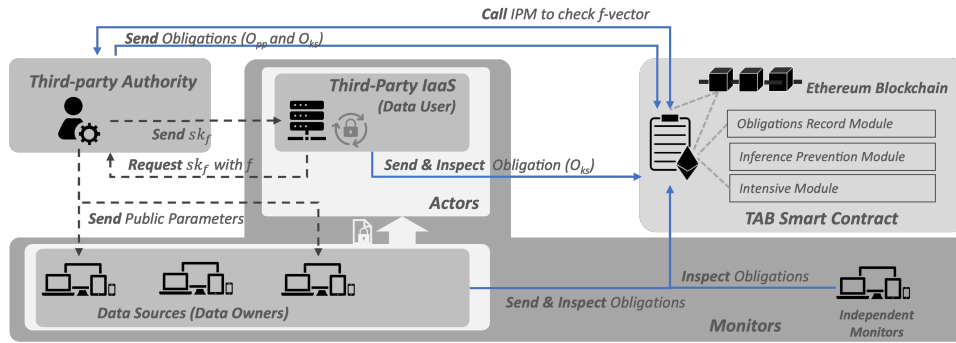 Call IPM to check f-vector
Send Obligations (Opp and Oks)
Third-party Authority
Third-Party IaaS
(Data User)
Ethereum Blockchain
Send skf
Obligations Record Module
Request skf with f
Send & Inspect Obligation (Oks)
Inference Prevention Module
Intensive Module
Actors
Send Public Parameters
TAB Smart Contract
Inspect Obligations
Send & Inspect Obligations
Data Sources (Data Owners)
Independent
Monitors
Monitors